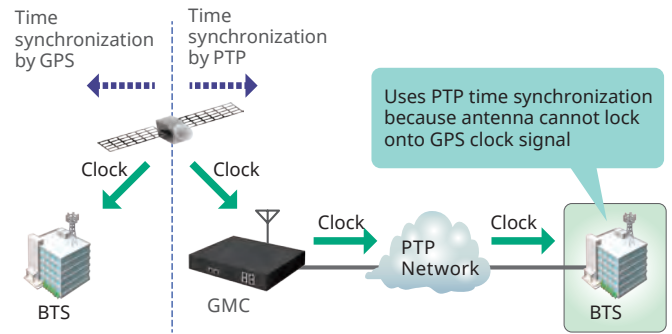 Time
synchronization
by GPS
Time
synchronization
by PTP
Uses PTP time synchronization
because antenna cannot lock
onto GPS clock signal
Clock
Clock
Clock
Clock
PTP
Network
BTS
GMC
BTS